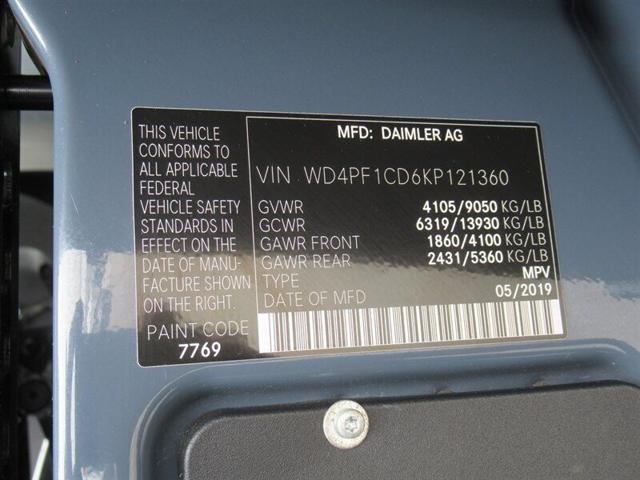 THIS VEHICLE
CONFORMS TO
ALL APPLICABLE
FEDERAL
VEHICLE SAFETY
STANDARDS IN
EFFECT ON THE
DATE OF MANU-
FACTURE SHOWN
ON THE RIGHT.
PAINT CODE
7769
MFD: DAIMLER AG
VIN WD4PF1CD6KP121360
GVWR 4105/9050 KG/LB
GCWR 6319/13930 KG/LB
GAWR FRONT 1860/4100 KG/LB
GAWR REAR 2431/5360 KG/LB
TYPE MPV
DATE OF MFD 05/2019